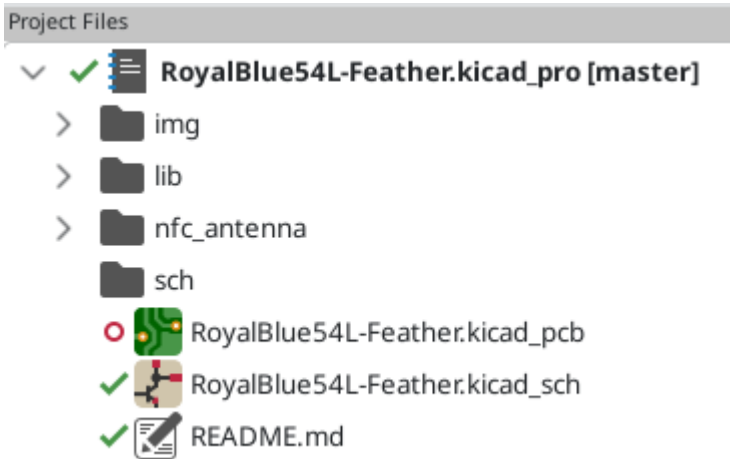 Project Files
RoyalBlue54L-Feather.kicad_pro [master]
img
lib
nfc_antenna
sch
RoyalBlue54L-Feather.kicad_pcb
RoyalBlue54L-Feather.kicad_sch
README.md